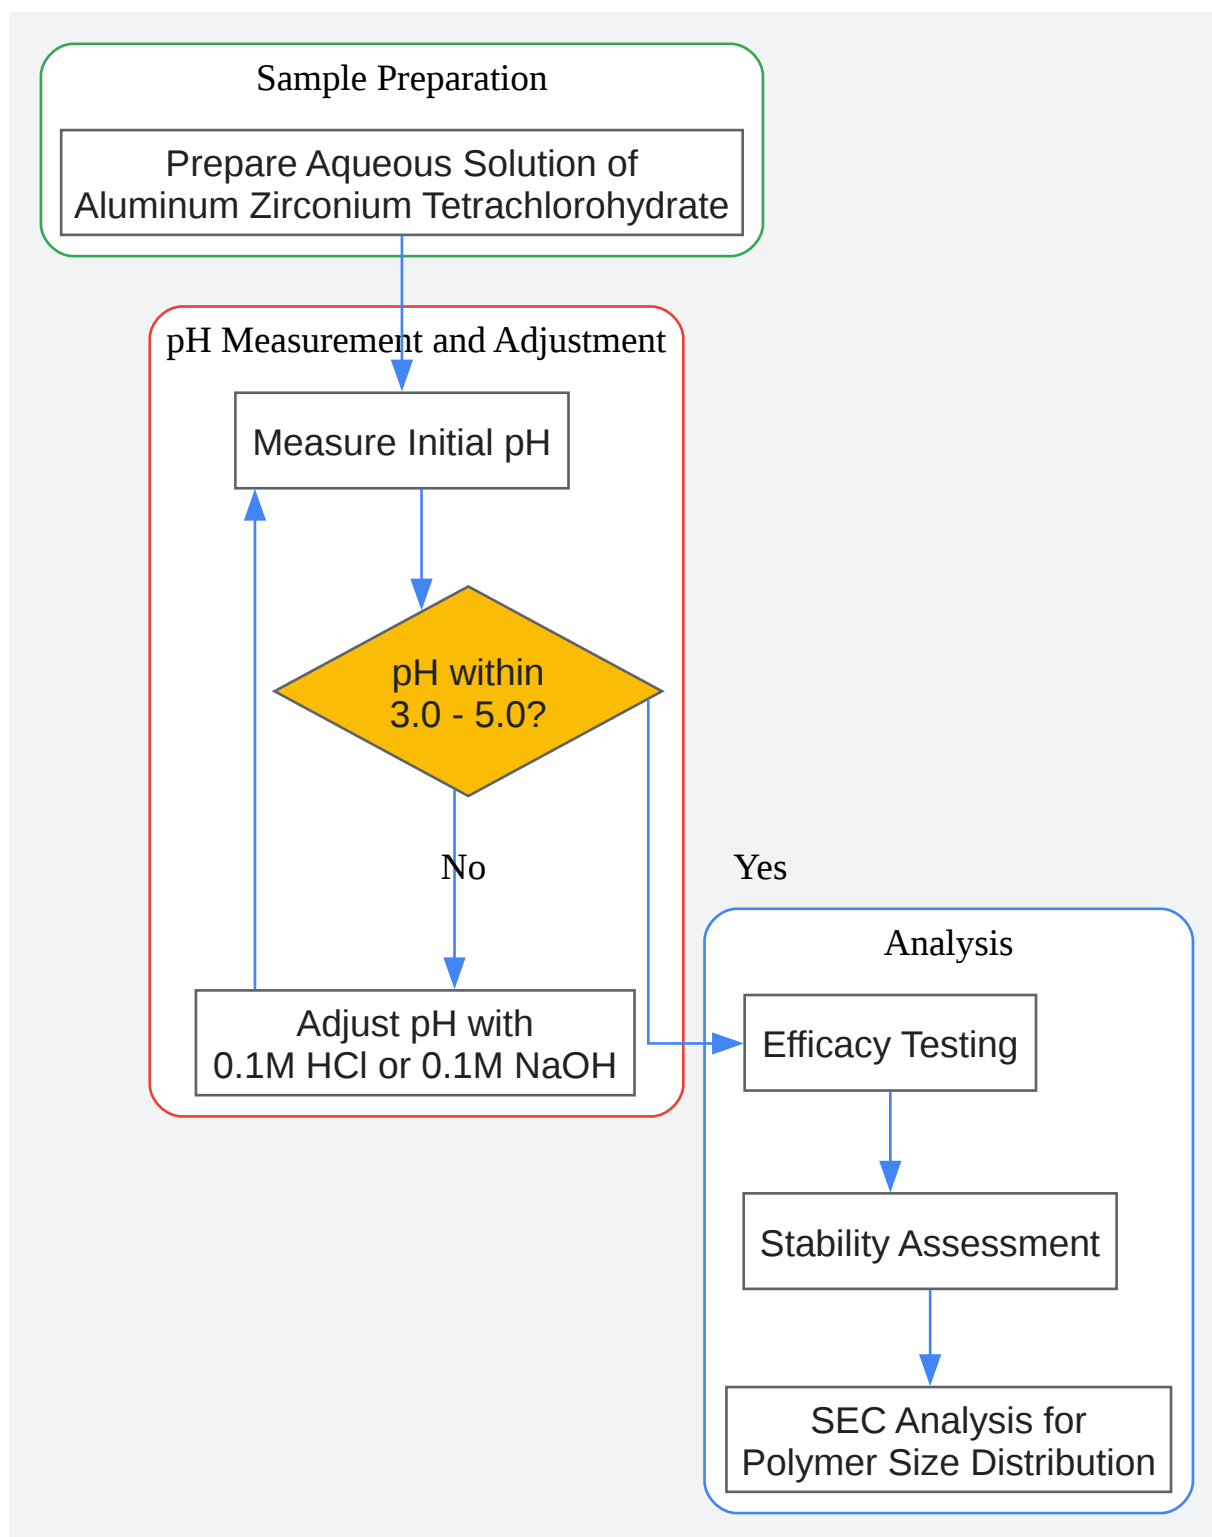 Sample Preparation
Prepare Aqueous Solution of
Aluminum Zirconium Tetrachlorohydrate
pH Measurement and Adjustment
Measure Initial pH
pH within
3.0 - 5.0?
No
Yes
Adjust pH with
0.1M HCl or 0.1M NaOH
Analysis
Efficacy Testing
Stability Assessment
SEC Analysis for
Polymer Size Distribution